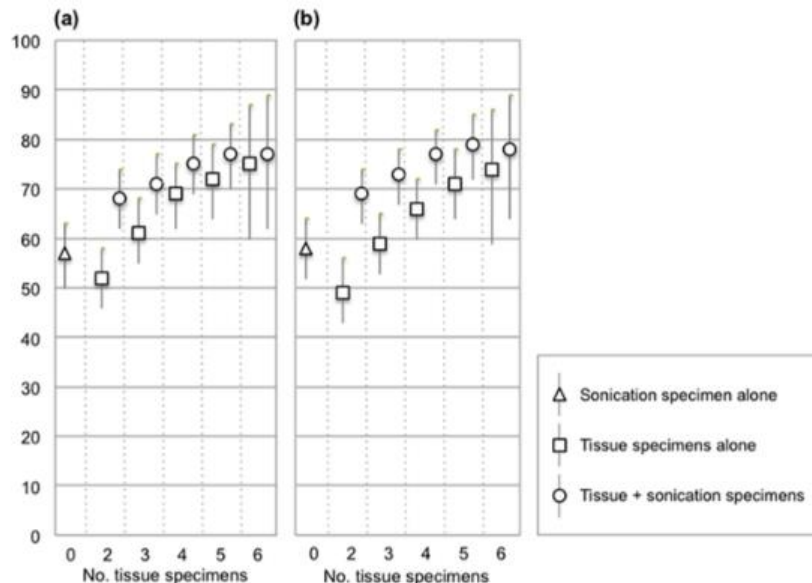 (a)
(b)
100
90
80
70
60
50
40
30
20
10
0
0 2 3 4 5 6
0 2 3 4 5 6
No. tissue specimens
No. tissue specimens
Sonication specimen alone
Tissue specimens alone
Tissue + sonication specimens